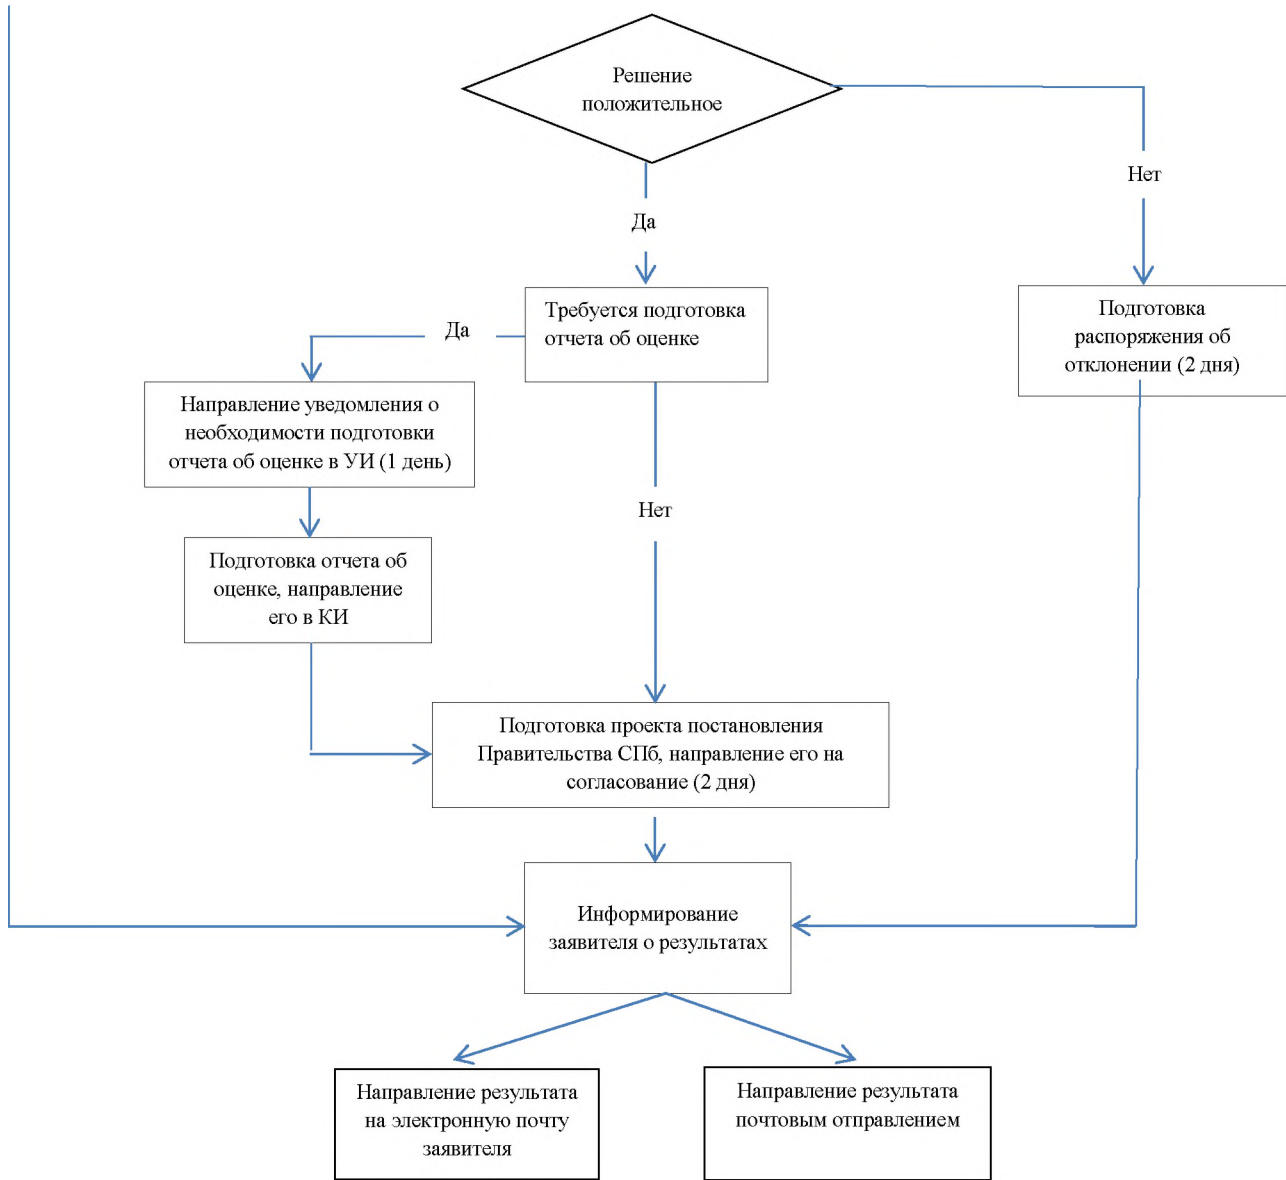 Решение
положительное
Нет
Да
Требуется подготовка
отчета об оценке
Подготовка
распоряжения об
отклонении (2 дня)
Да
Направление уведомления о
необходимости подготовки
отчета об оценке в УИ (1 день)
Нет
Подготовка отчета об
оценке, направление
его в КИ
Подготовка проекта постановления
Правительства СПб, направление его на
согласование (2 дня)
Информирование
заявителя о результатах
Направление результата
на электронную почту
заявителя
Направление результата
почтовым отправлением